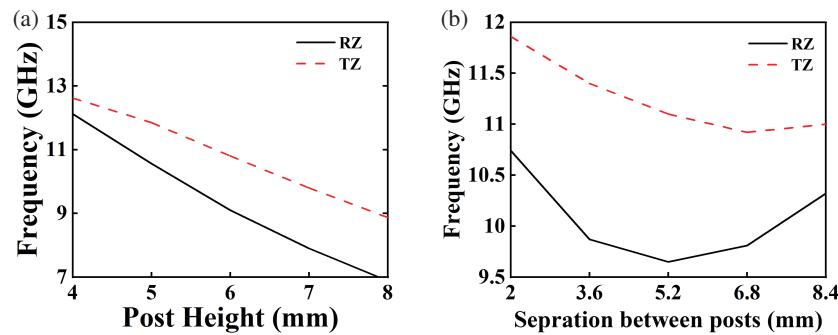 (a)
15
13
11
9
7
Frequency (GHz)
RZ
TZ
4 5 6 7 8
Post Height (mm)
(b)
12
11.5
11
10.5
10
9.5
Frequency (GHz)
RZ
TZ
2 3.6 5.2 6.8 8.4
Sepration between posts (mm)